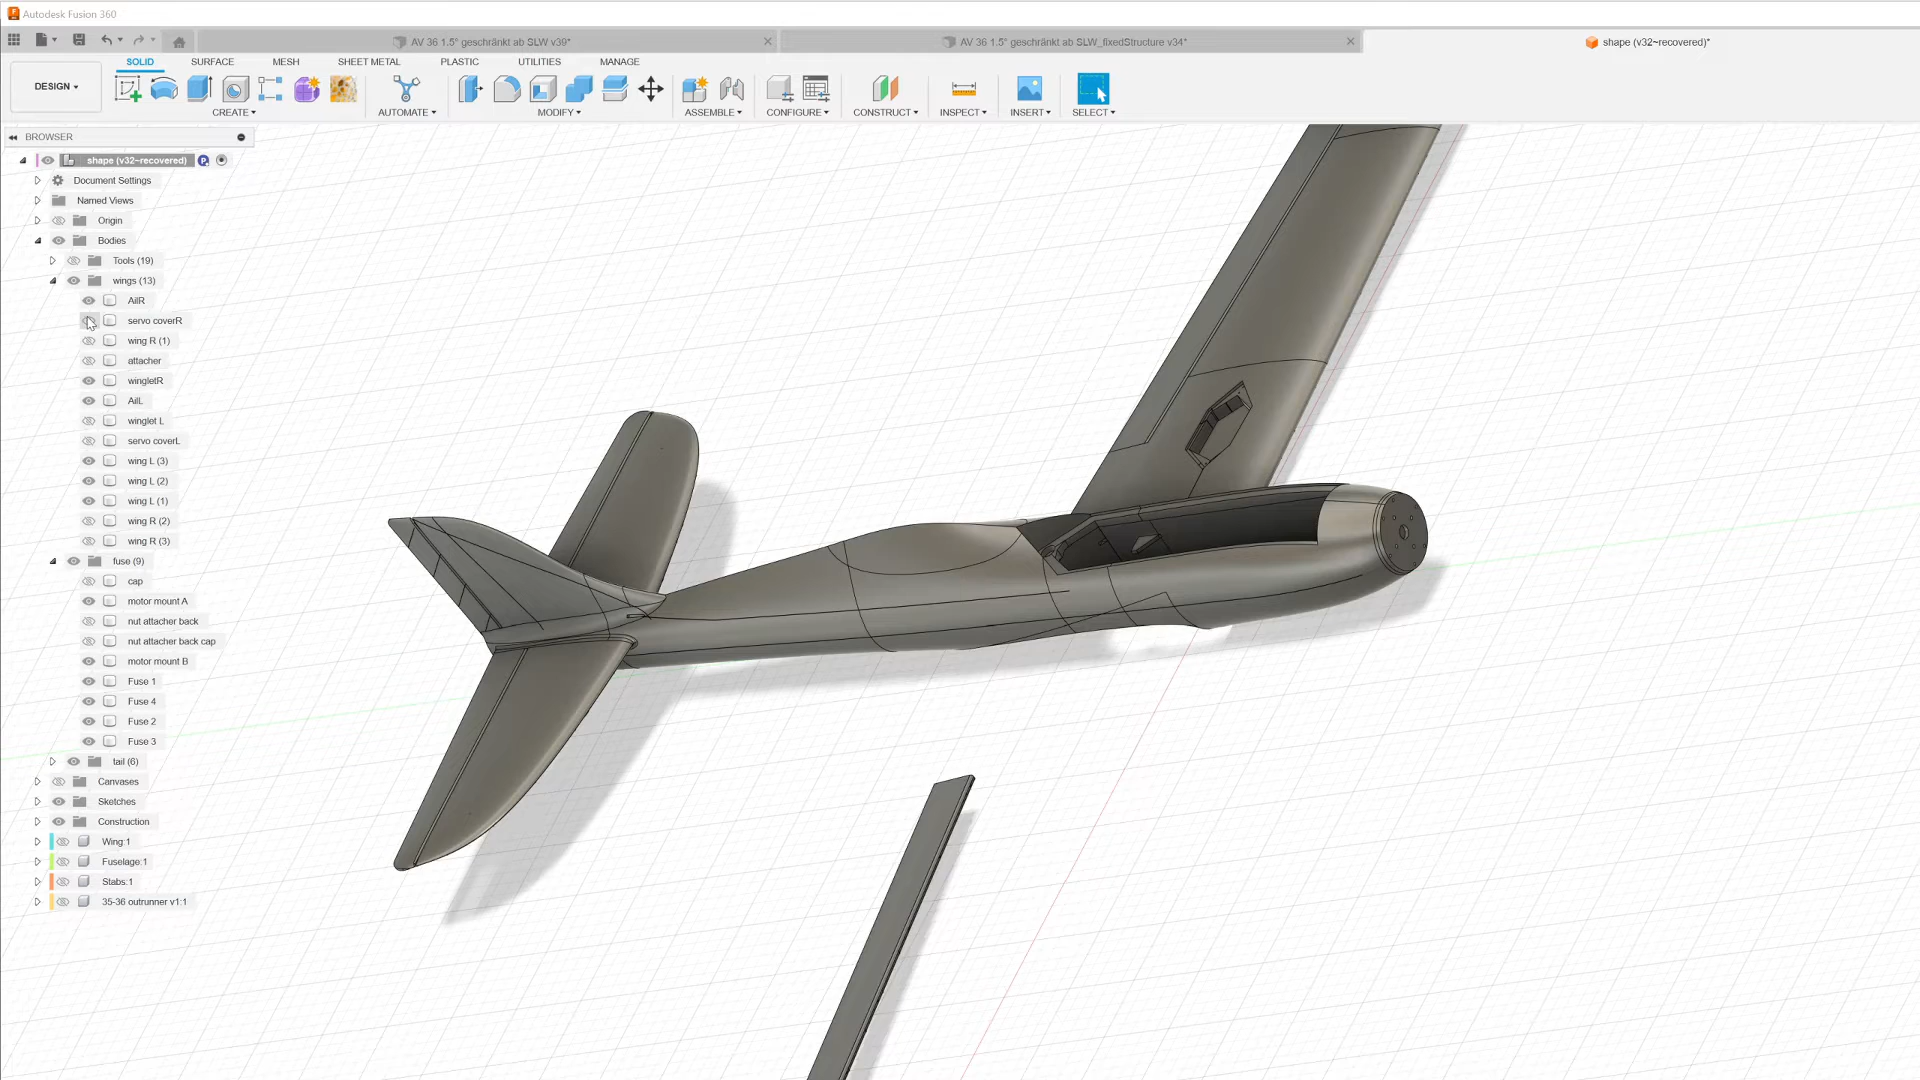 Autodesk Fusion 360
AV 36 1.5° geschränkt ab SLW v39*
AV 36 1.5° geschränkt ab SLW_fixedStructure v34*
shape (v32~recovered)*
DESIGN
SOLID
SURFACE
MESH
SHEET METAL
PLASTIC
UTILITIES
MANAGE
CREATE
AUTOMATE
MODIFY
ASSEMBLE
CONFIGURE
CONSTRUCT
INSPECT
INSERT
SELECT
BROWSER
shape (v32~recovered)
P
Document Settings
Named Views
Origin
Bodies
Tools (19)
wings (13)
AilR
servo coverR
wing R (1)
attacher
wingletR
AilL
winglet L
servo coverL
wing L (3)
wing L (2)
wing L (1)
wing R (2)
wing R (3)
fuse (9)
cap
motor mount A
nut attacher back
nut attacher back cap
motor mount B
Fuse 1
Fuse 4
Fuse 2
Fuse 3
tail (6)
Canvases
Sketches
Construction
Wing:1
Fuselage:1
Stabs:1
35-36 outrunner v1:1